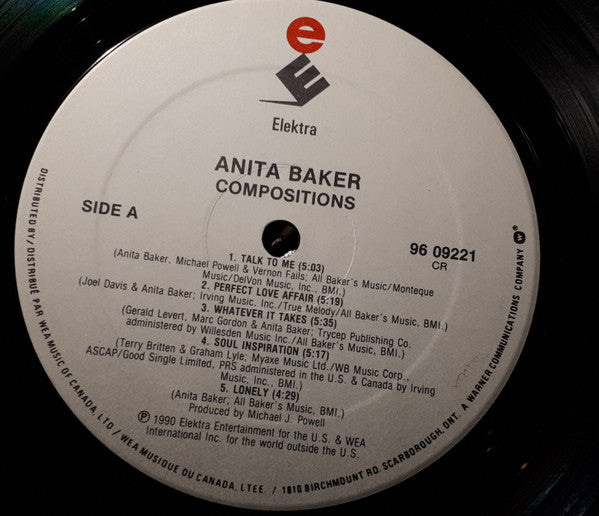 e
E
Elektra
ANITA BAKER
COMPOSITIONS
SIDE A
96 09221
CR
1. TALK TO ME (5:03)
(Anita Baker, Michael Powell & Vernon Fails; All Baker's Music/Monteque
Music/DelVon Music, Inc., BMI.)
2. PERFECT LOVE AFFAIR (5:19)
(Joel Davis & Anita Baker; Irving Music, Inc./True Melody/All Baker's Music, BMI.)
3. WHATEVER IT TAKES (5:35)
(Gerald Levert, Marc Gordon & Anita Baker; Trycep Publishing Co.
administered by Willesden Music Inc./All Baker's Music, BMI.)
4. SOUL INSPIRATION (5:17)
(Terry Britten & Graham Lyle; Myaxe Music Ltd./WB Music Corp.,
ASCAP/Good Single Limited, PRS administered in the U.S. & Canada by Irving
Music, Inc., BMI.)
5. LONELY (4:29)
(Anita Baker; All Baker's Music, BMI.)
Produced by Michael J. Powell
℗ 1990 Elektra Entertainment for the U.S. & WEA
International Inc. for the world outside the U.S.
DISTRIBUTED BY / DISTRIBUÉ PAR WEA MUSIC OF CANADA, LTD / WEA MUSIQUE DU CANADA, LTEE. / 1810 BIRCHMOUNT RD. SCARBOROUGH, ONT. A WARNER COMMUNICATIONS COMPANY